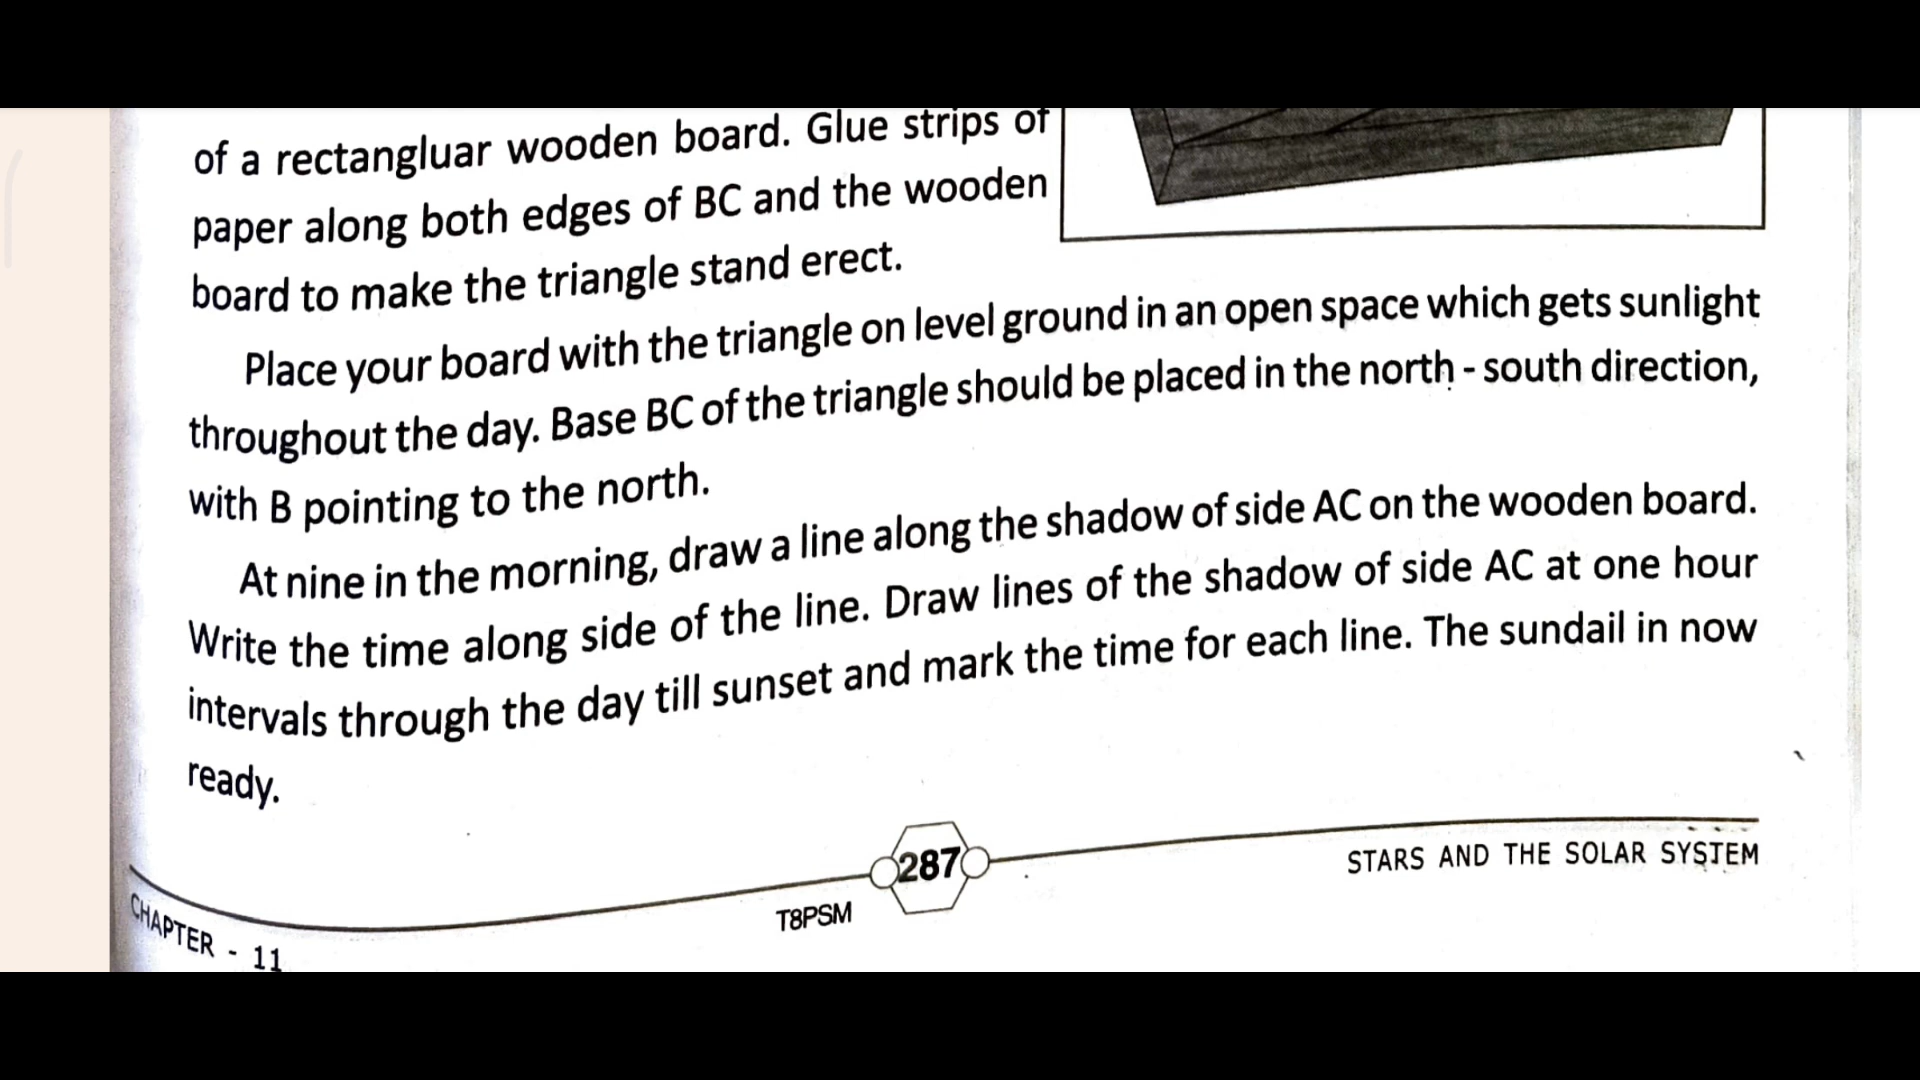 of a rectangluar wooden board. Glue strips of
paper along both edges of BC and the wooden
board to make the triangle stand erect.
Place your board with the triangle on level ground in an open space which gets sunlight
throughout the day. Base BC of the triangle should be placed in the north - south direction,
with B pointing to the north.
At nine in the morning, draw a line along the shadow of side AC on the wooden board.
Write the time along side of the line. Draw lines of the shadow of side AC at one hour
intervals through the day till sunset and mark the time for each line. The sundail in now
ready.
287
STARS AND THE SOLAR SYSTEM
T8PSM
CHAPTER - 11